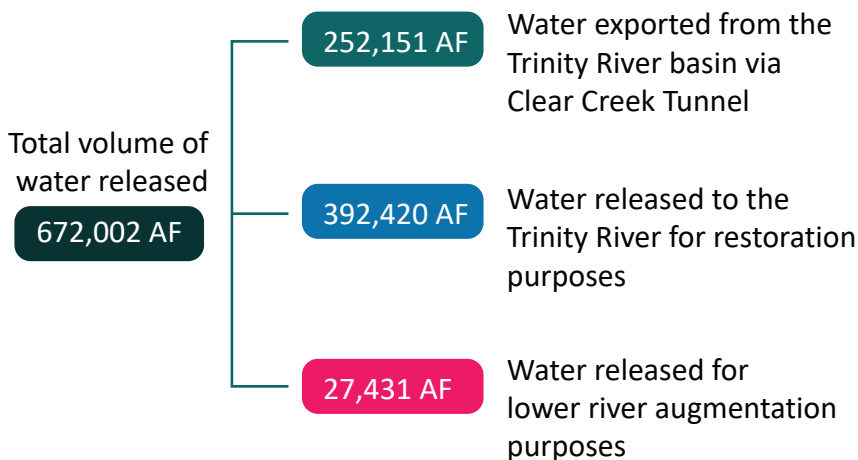 Total volume of
water released
672,002 AF
252,151 AF
Water exported from the
Trinity River basin via
Clear Creek Tunnel
392,420 AF
Water released to the
Trinity River for restoration
purposes
27,431 AF
Water released for
lower river augmentation
purposes